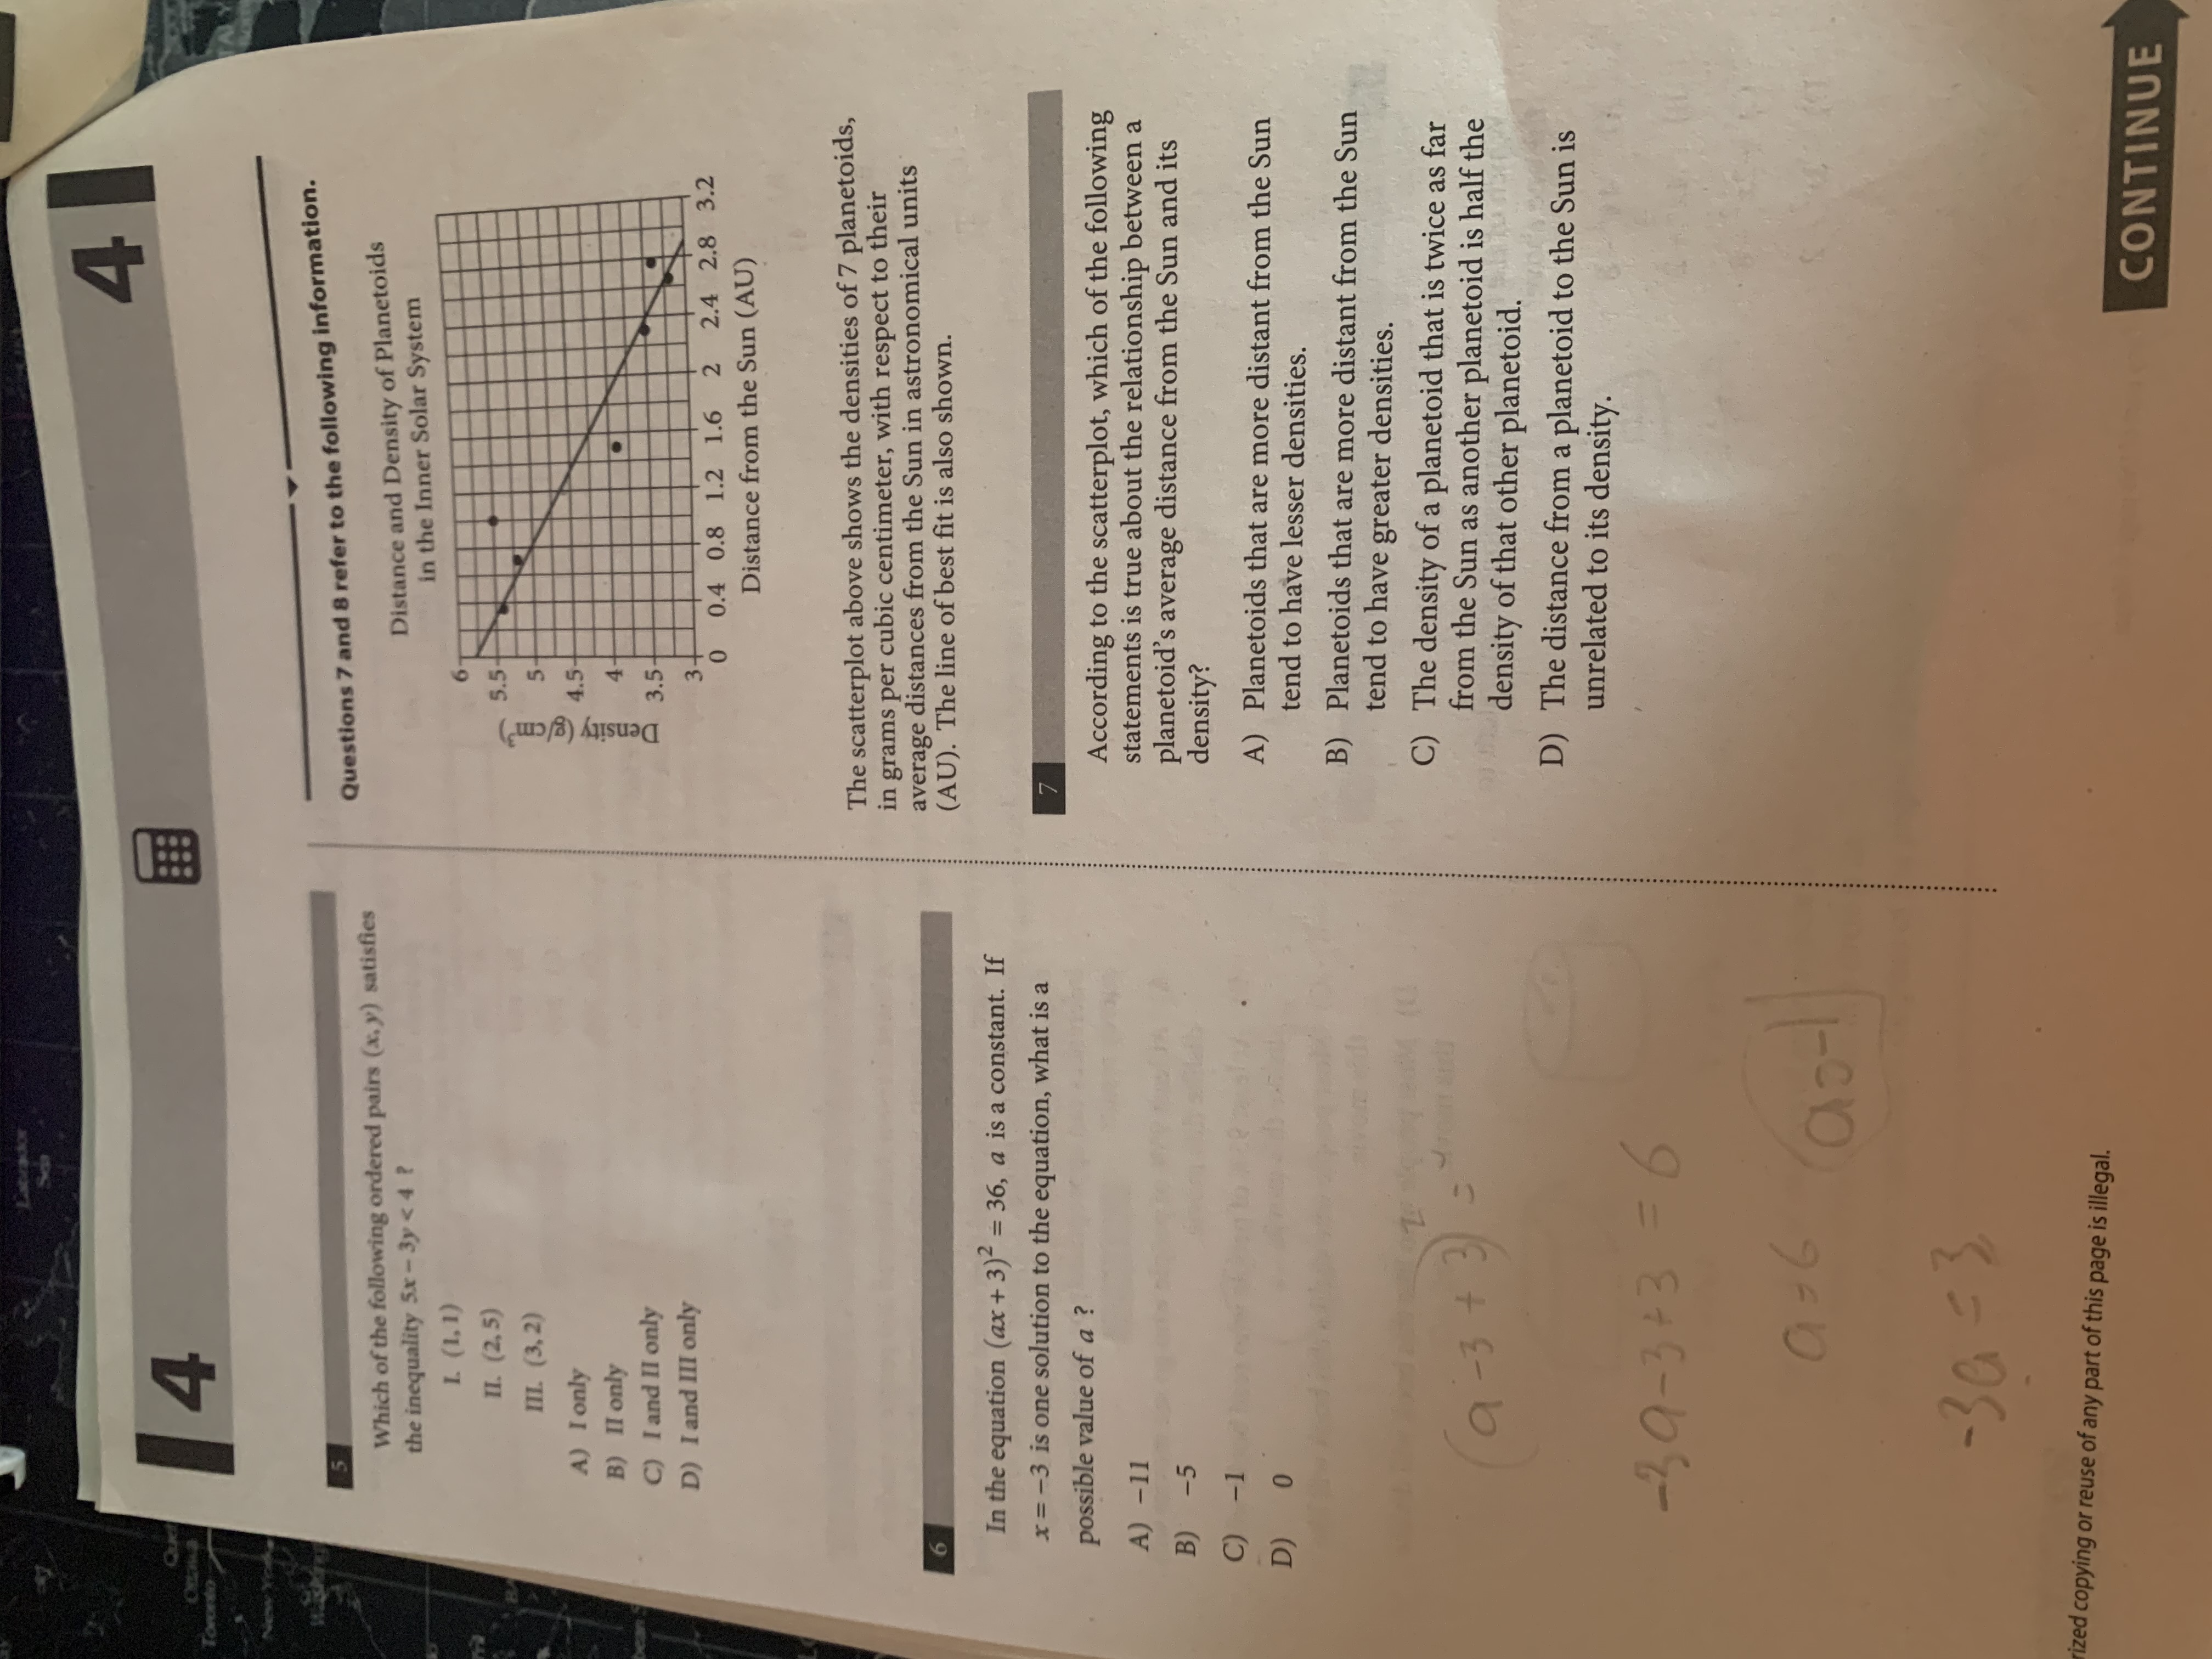 Labrador
Sea
Ottawa
Toronto
New York
4
4
5
Which of the following ordered pairs (x, y) satisfies
the inequality 5x – 3y < 4 ?
I. (1, 1)
II. (2, 5)
III. (3, 2)
A) I only
B) II only
C) I and II only
D) I and III only
6
In the equation (ax + 3)² = 36, a is a constant. If
x = −3 is one solution to the equation, what is a
possible value of a ?
A) −11
B) −5
C) −1
D) 0
(a -3 + 3)² =
-3a-3+3 = 6
a=6
a=-1
-3a = 3
rized copying or reuse of any part of this page is illegal.
Questions 7 and 8 refer to the following information.
Distance and Density of Planetoids
in the Inner Solar System
Density (g/cm³)
6
5.5
5
4.5
4
3.5
3
0 0.4 0.8 1.2 1.6 2 2.4 2.8 3.2
Distance from the Sun (AU)
The scatterplot above shows the densities of 7 planetoids,
in grams per cubic centimeter, with respect to their
average distances from the Sun in astronomical units
(AU). The line of best fit is also shown.
7
According to the scatterplot, which of the following
statements is true about the relationship between a
planetoid's average distance from the Sun and its
density?
A) Planetoids that are more distant from the Sun
tend to have lesser densities.
B) Planetoids that are more distant from the Sun
tend to have greater densities.
C) The density of a planetoid that is twice as far
from the Sun as another planetoid is half the
density of that other planetoid.
D) The distance from a planetoid to the Sun is
unrelated to its density.
CONTINUE